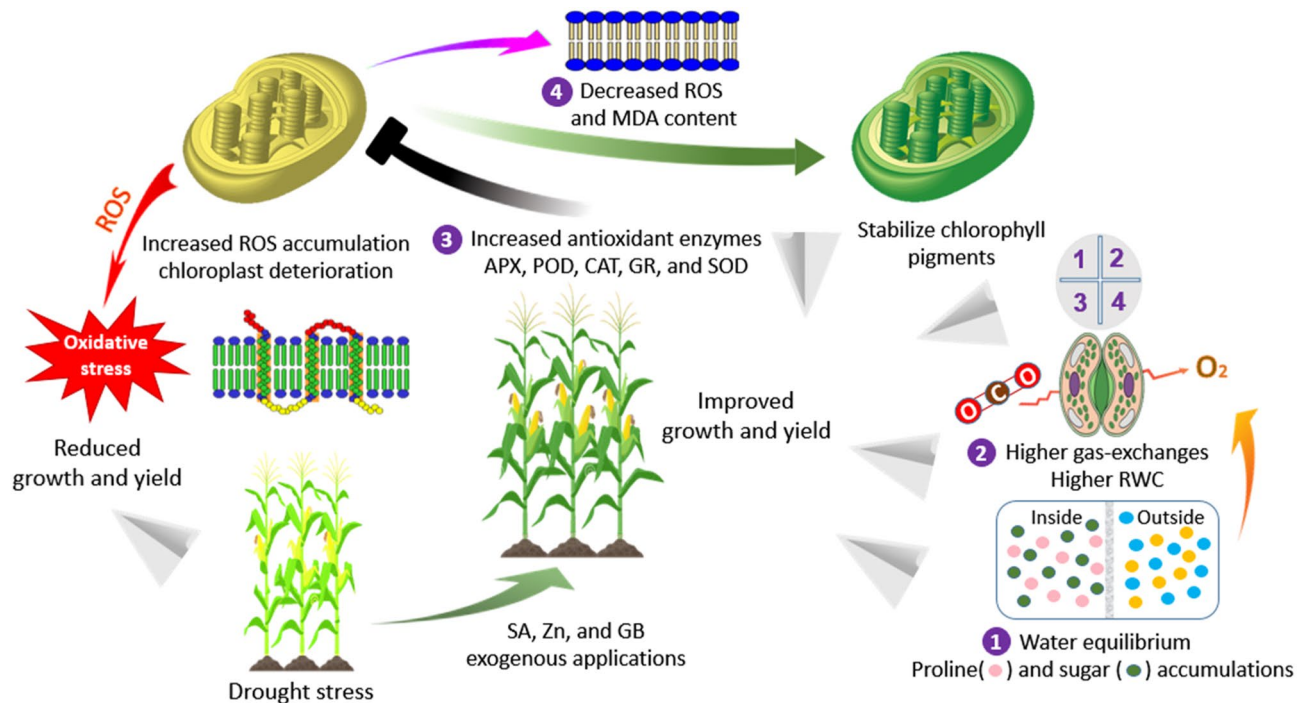 4 Decreased ROS
and MDA content
ROS
Increased ROS accumulation
chloroplast deterioration
3 Increased antioxidant enzymes
APX, POD, CAT, GR, and SOD
Stabilize chlorophyll
pigments
1 2
3 4
Oxidative
stress
O C O
O2
Reduced
growth and yield
Improved
growth and yield
2 Higher gas-exchanges
Higher RWC
Inside Outside
SA, Zn, and GB
exogenous applications
Drought stress
1 Water equilibrium
Proline( ) and sugar ( ) accumulations